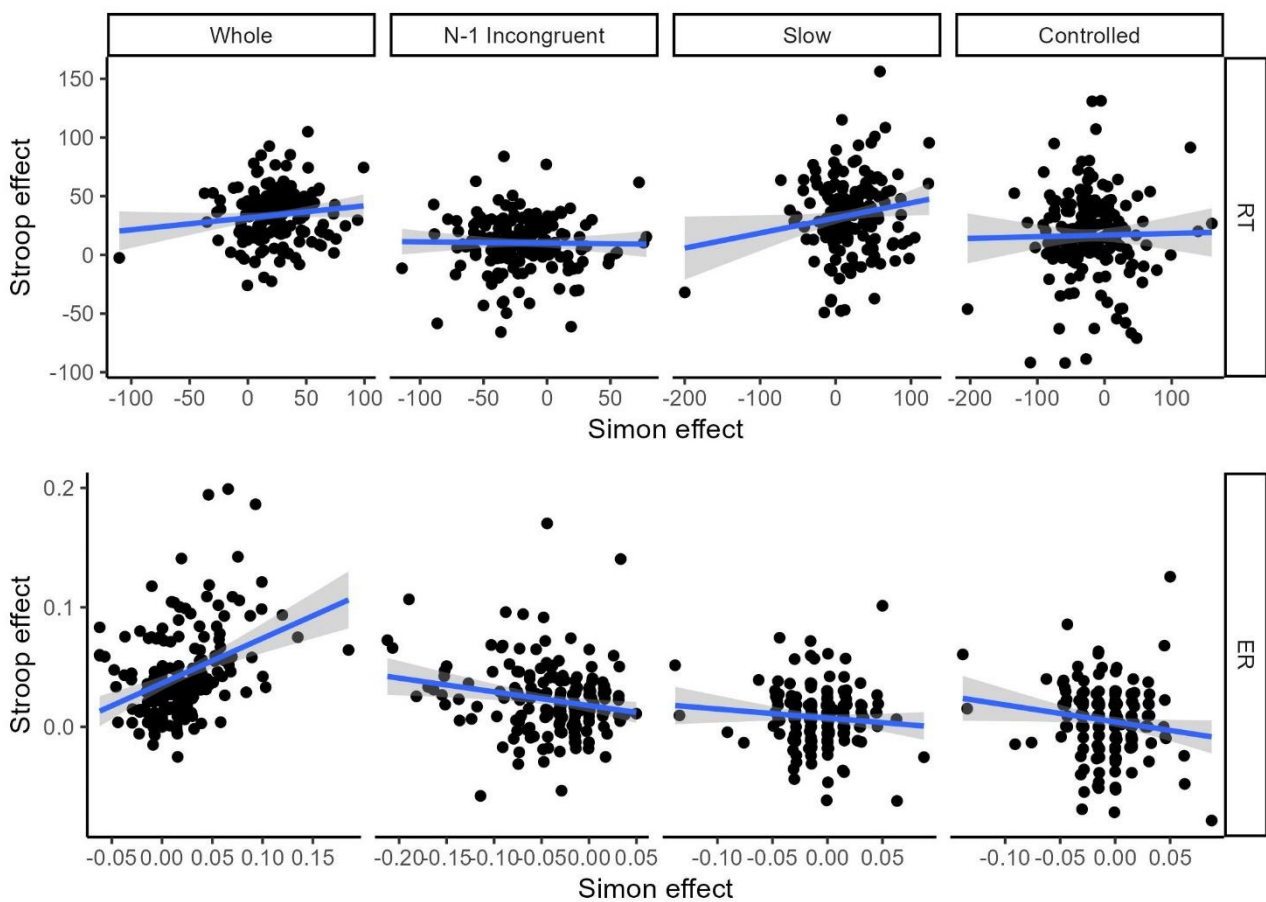 Whole N-1 Incongruent Slow Controlled
150
100
50
0
-50
-100
Stroop effect
RT
-100 -50 0 50 100 -100 -50 0 50 -200 -100 0 100 -200 -100 0 100
Simon effect
0.2
0.1
0.0
Stroop effect
ER
-0.05 0.00 0.05 0.10 0.15 -0.20 -0.15 -0.10 -0.05 0.00 0.05 -0.10 -0.05 0.00 0.05 -0.10 -0.05 0.00 0.05
Simon effect